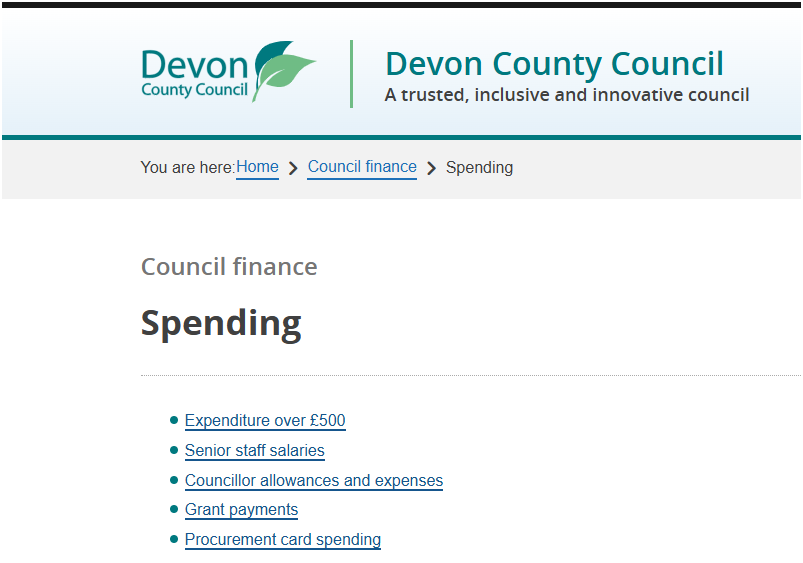 Devon
County Council
Devon County Council
A trusted, inclusive and innovative council
You are here:Home > Council finance > Spending
Council finance
Spending
Expenditure over £500
Senior staff salaries
Councillor allowances and expenses
Grant payments
Procurement card spending